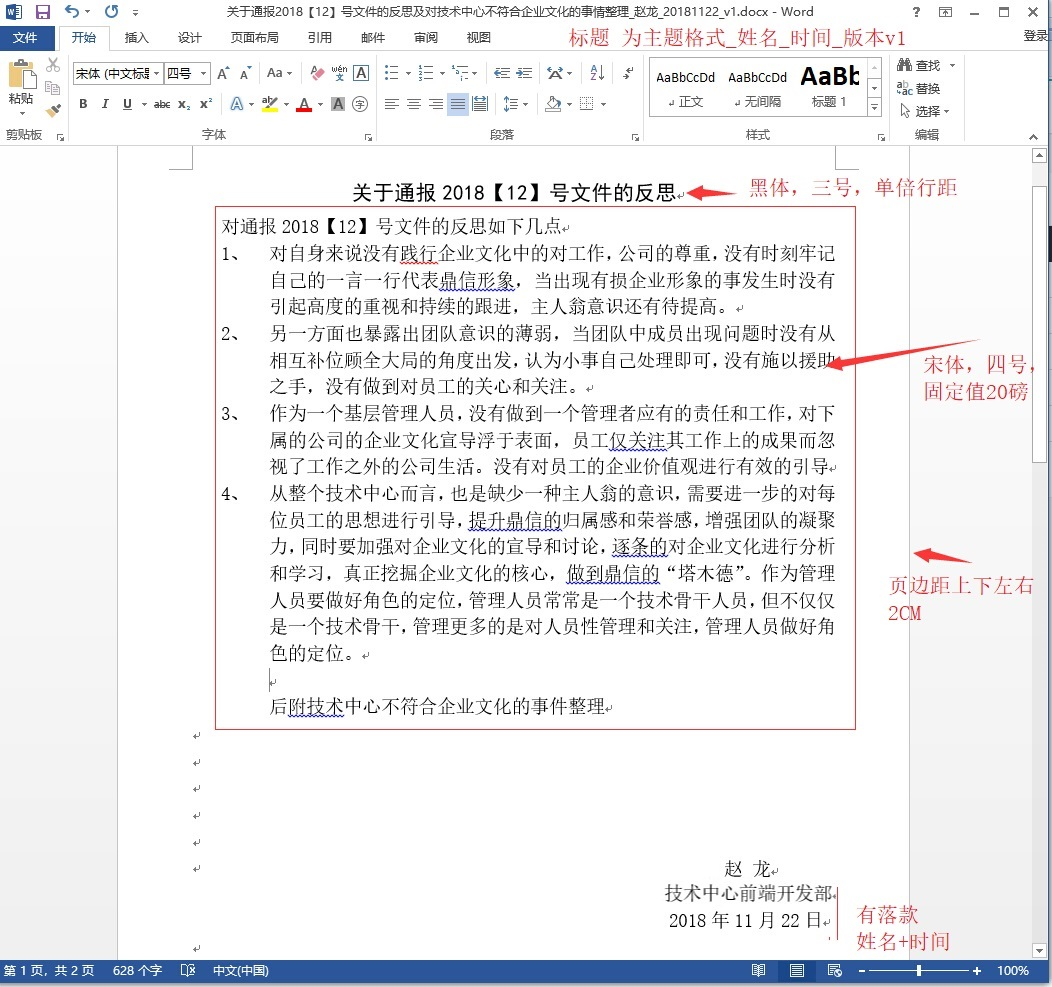 关于通报2018【12】号文件的反思及对技术中心不符合企业文化的事情整理_赵龙_20181122_v1.docx - Word
文件 开始 插入 设计 页面布局 引用 邮件 审阅 视图 登录
标题 为主题格式_姓名_时间_版本v1
宋体 (中文标题 四号 Aa 查找
粘贴 AaBbCcDd AaBbCcDd AaBb 替换
B I U abc 正文 无间隔 标题 1 选择
剪贴板 字体 段落 样式 编辑
关于通报 2018【12】号文件的反思
黑体，三号，单倍行距
对通报 2018【12】号文件的反思如下几点
1、 对自身来说没有践行企业文化中的对工作，公司的尊重，没有时刻牢记
自己的一言一行代表鼎信形象，当出现有损企业形象的事发生时没有
引起高度的重视和持续的跟进，主人翁意识还有待提高。
2、 另一方面也暴露出团队意识的薄弱，当团队中成员出现问题时没有从
相互补位顾全大局的角度出发，认为小事自己处理即可，没有施以援助
之手，没有做到对员工的关心和关注。
宋体，四号，
固定值20磅
3、 作为一个基层管理人员，没有做到一个管理者应有的责任和工作，对下
属的公司的企业文化宣导浮于表面，员工仅关注其工作上的成果而忽
视了工作之外的公司生活。没有对员工的企业价值观进行有效的引导
4、 从整个技术中心而言，也是缺少一种主人翁的意识，需要进一步的对每
位员工的思想进行引导，提升鼎信的归属感和荣誉感，增强团队的凝聚
力，同时要加强对企业文化的宣导和讨论，逐条的对企业文化进行分析
和学习，真正挖掘企业文化的核心，做到鼎信的“塔木德”。作为管理
人员要做好角色的定位，管理人员常常是一个技术骨干人员，但不仅仅
是一个技术骨干，管理更多的是对人员性管理和关注，管理人员做好角
色的定位。
页边距上下左右
2CM
后附技术中心不符合企业文化的事件整理
赵 龙
技术中心前端开发部
2018 年 11 月 22 日
有落款
姓名+时间
第 1 页，共 2 页 628 个字 中文(中国) 100%